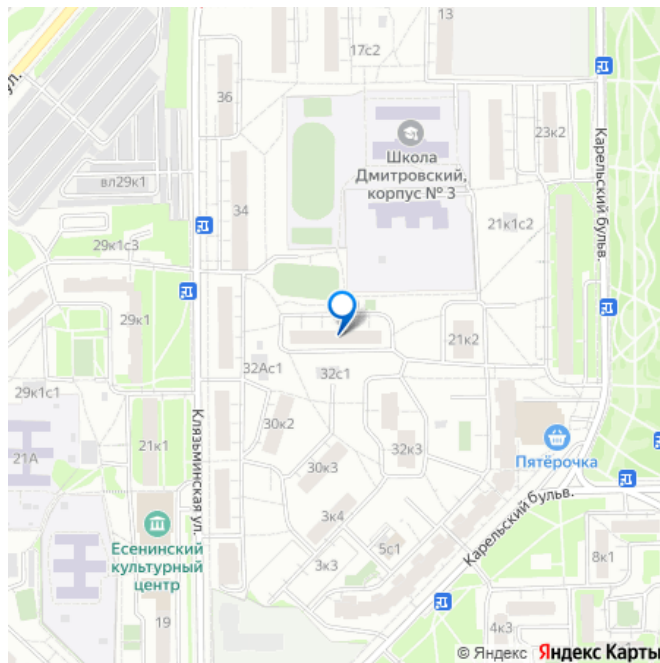 13
17с2
ул.
36
23к2
Школа
Дмитровский,
корпус № 3
Карельский бульв.
вл29к1
34
21к1с2
29к1с3
29к1
21к2
32Ас1
32с1
29к1с1
30к2
21А
21к1
Клязьминская ул.
32к3
Пятёрочка
30к3
Карельский бульв.
3к4
Есенинский
культурный
центр
5с1
3к3
8к1
19
4к3
© Яндекс Яндекс Карты